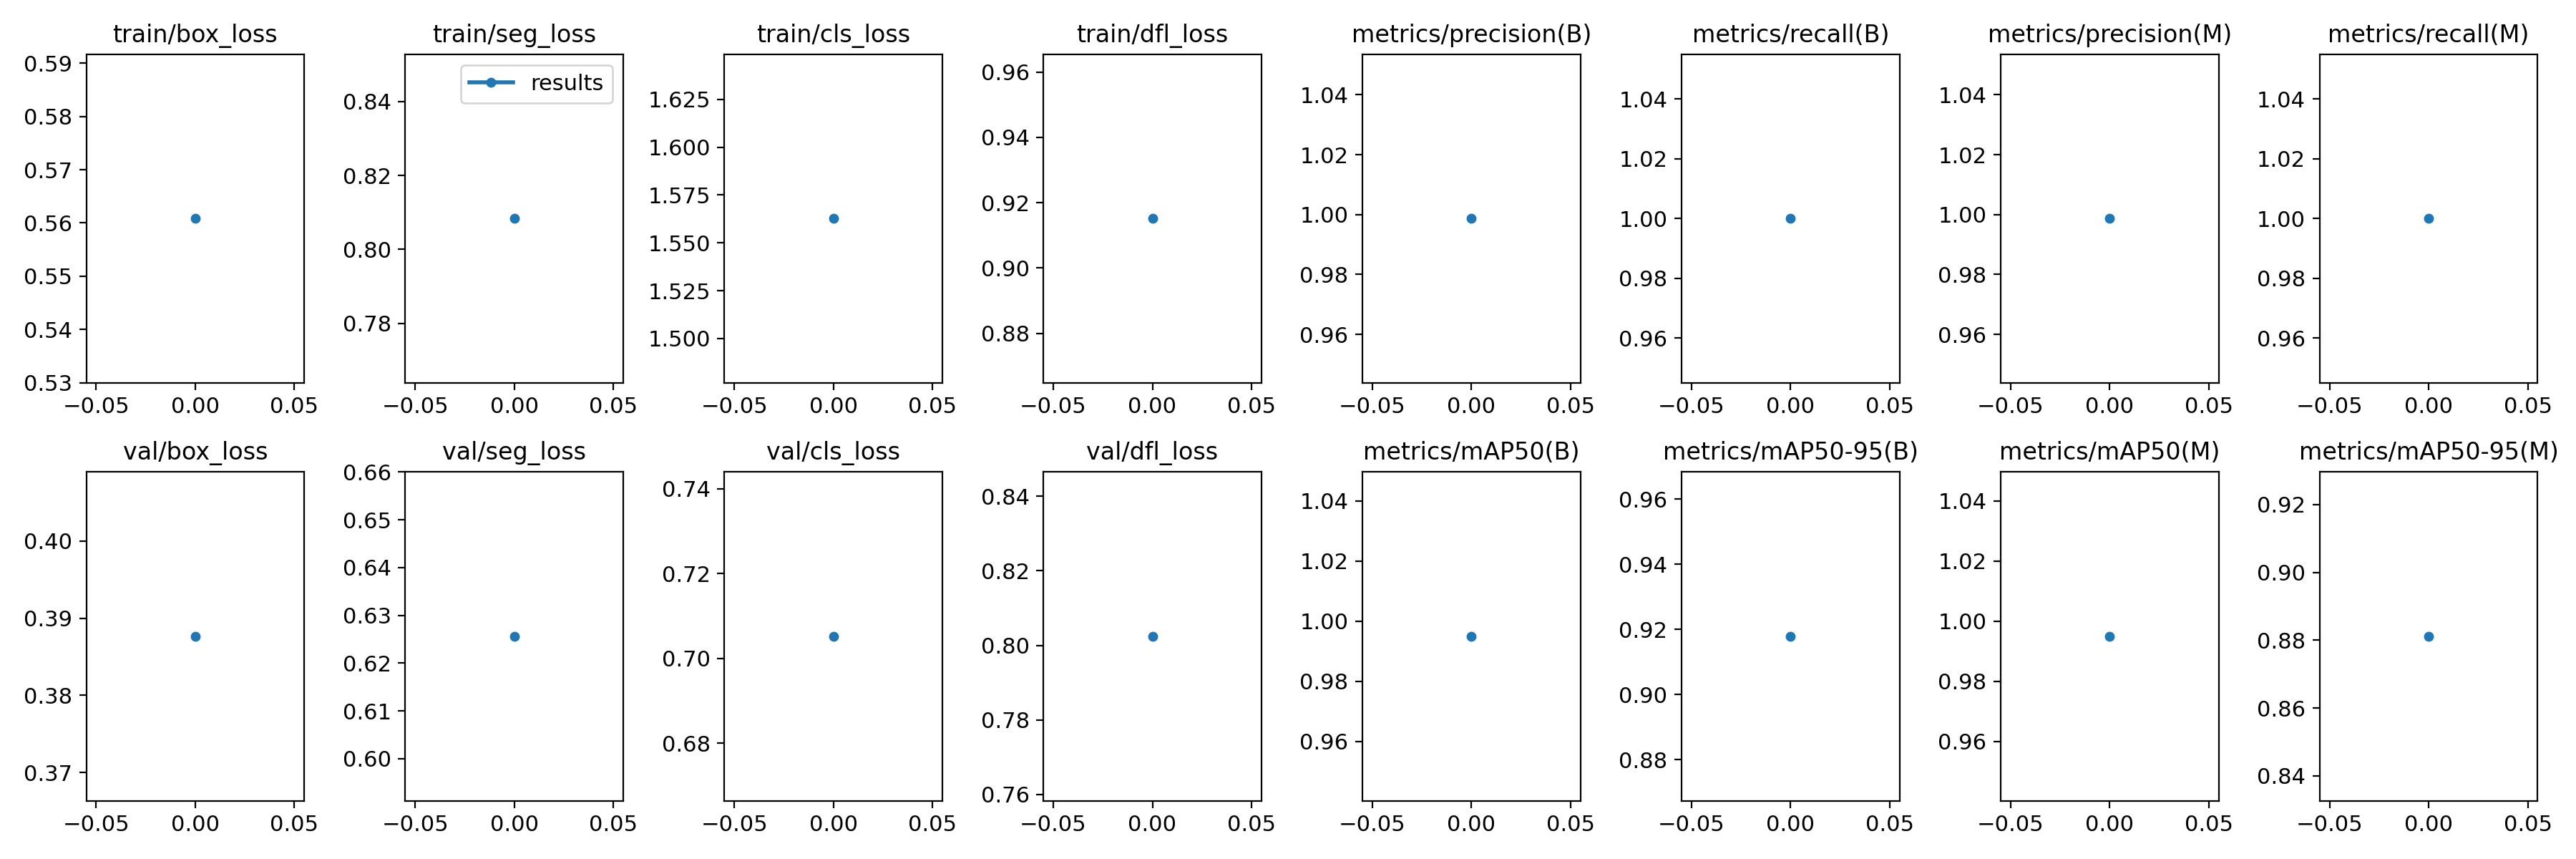 train/box_loss train/seg_loss train/cls_loss train/dfl_loss metrics/precision(B) metrics/recall(B) metrics/precision(M) metrics/recall(M)
results
0.59 0.58 0.57 0.56 0.55 0.54 0.53
0.84 0.82 0.80 0.78
1.625 1.600 1.575 1.550 1.525 1.500
0.96 0.94 0.92 0.90 0.88
1.04 1.02 1.00 0.98 0.96
1.04 1.02 1.00 0.98 0.96
1.04 1.02 1.00 0.98 0.96
1.04 1.02 1.00 0.98 0.96
−0.05 0.00 0.05 −0.05 0.00 0.05 −0.05 0.00 0.05 −0.05 0.00 0.05 −0.05 0.00 0.05 −0.05 0.00 0.05 −0.05 0.00 0.05 −0.05 0.00 0.05
val/box_loss val/seg_loss val/cls_loss val/dfl_loss metrics/mAP50(B) metrics/mAP50-95(B) metrics/mAP50(M) metrics/mAP50-95(M)
0.40 0.39 0.38 0.37
0.66 0.65 0.64 0.63 0.62 0.61 0.60
0.74 0.72 0.70 0.68
0.84 0.82 0.80 0.78 0.76
1.04 1.02 1.00 0.98 0.96
0.96 0.94 0.92 0.90 0.88
1.04 1.02 1.00 0.98 0.96
0.92 0.90 0.88 0.86 0.84
−0.05 0.00 0.05 −0.05 0.00 0.05 −0.05 0.00 0.05 −0.05 0.00 0.05 −0.05 0.00 0.05 −0.05 0.00 0.05 −0.05 0.00 0.05 −0.05 0.00 0.05